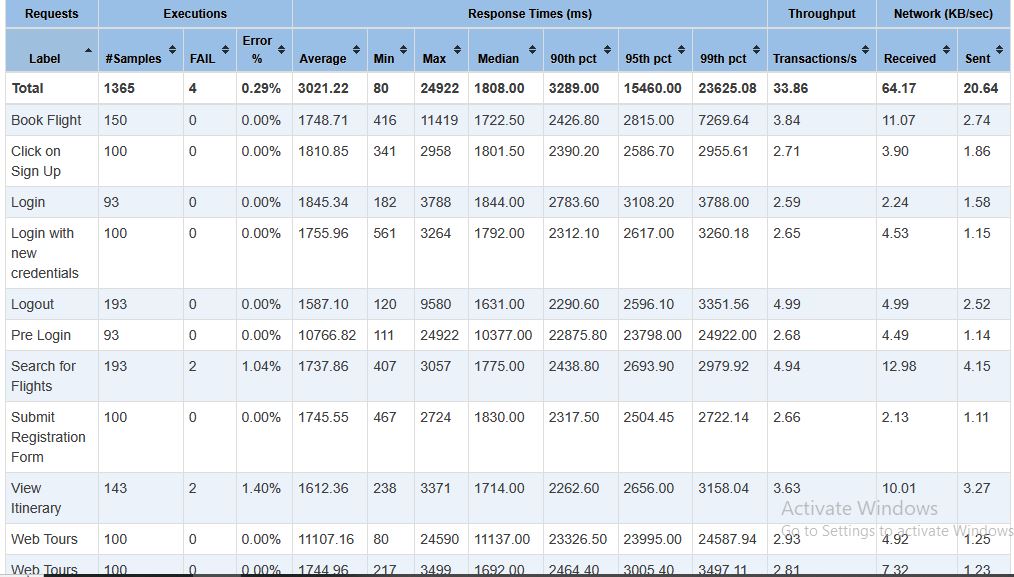 Requests Executions Response Times (ms) Throughput Network (KB/sec)
Label #Samples FAIL Error % Average Min Max Median 90th pct 95th pct 99th pct Transactions/s Received Sent
Total 1365 4 0.29% 3021.22 80 24922 1808.00 3289.00 15460.00 23625.08 33.86 64.17 20.64
Book Flight 150 0 0.00% 1748.71 416 11419 1722.50 2426.80 2815.00 7269.64 3.84 11.07 2.74
Click on Sign Up 100 0 0.00% 1810.85 341 2958 1801.50 2390.20 2586.70 2955.61 2.71 3.90 1.86
Login 93 0 0.00% 1845.34 182 3788 1844.00 2783.60 3108.20 3788.00 2.59 2.24 1.58
Login with new credentials 100 0 0.00% 1755.96 561 3264 1792.00 2312.10 2617.00 3260.18 2.65 4.53 1.15
Logout 193 0 0.00% 1587.10 120 9580 1631.00 2290.60 2596.10 3351.56 4.99 4.99 2.52
Pre Login 93 0 0.00% 10766.82 111 24922 10377.00 22875.80 23798.00 24922.00 2.68 4.49 1.14
Search for Flights 193 2 1.04% 1737.86 407 3057 1775.00 2438.80 2693.90 2979.92 4.94 12.98 4.15
Submit Registration Form 100 0 0.00% 1745.55 467 2724 1830.00 2317.50 2504.45 2722.14 2.66 2.13 1.11
View Itinerary 143 2 1.40% 1612.36 238 3371 1714.00 2262.60 2656.00 3158.04 3.63 10.01 3.27
Activate Windows
Go to Settings to activate Windows
Web Tours 100 0 0.00% 11107.16 80 24590 11137.00 23326.50 23995.00 24587.94 2.93 4.92 1.25
Web Tours 100 0 0.00% 1744.96 217 3499 1692.00 2464.40 3005.40 3497.11 2.81 7.32 1.23